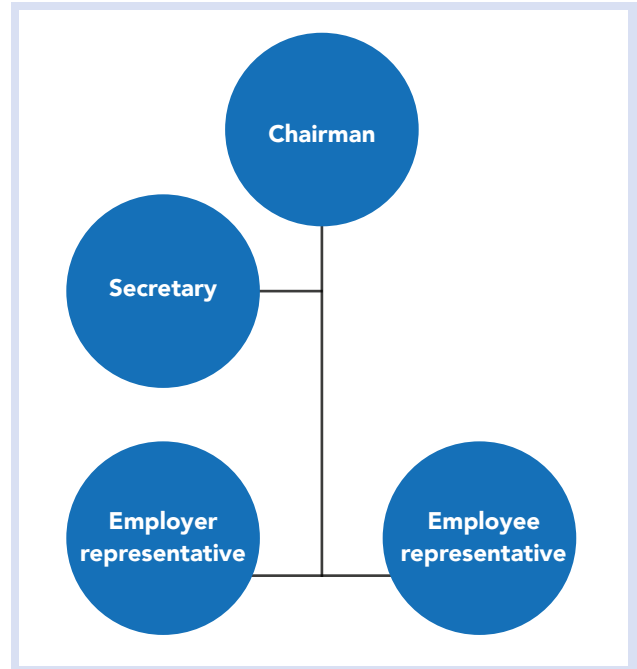 Chairman
Secretary
Employer
representative
Employee
representative